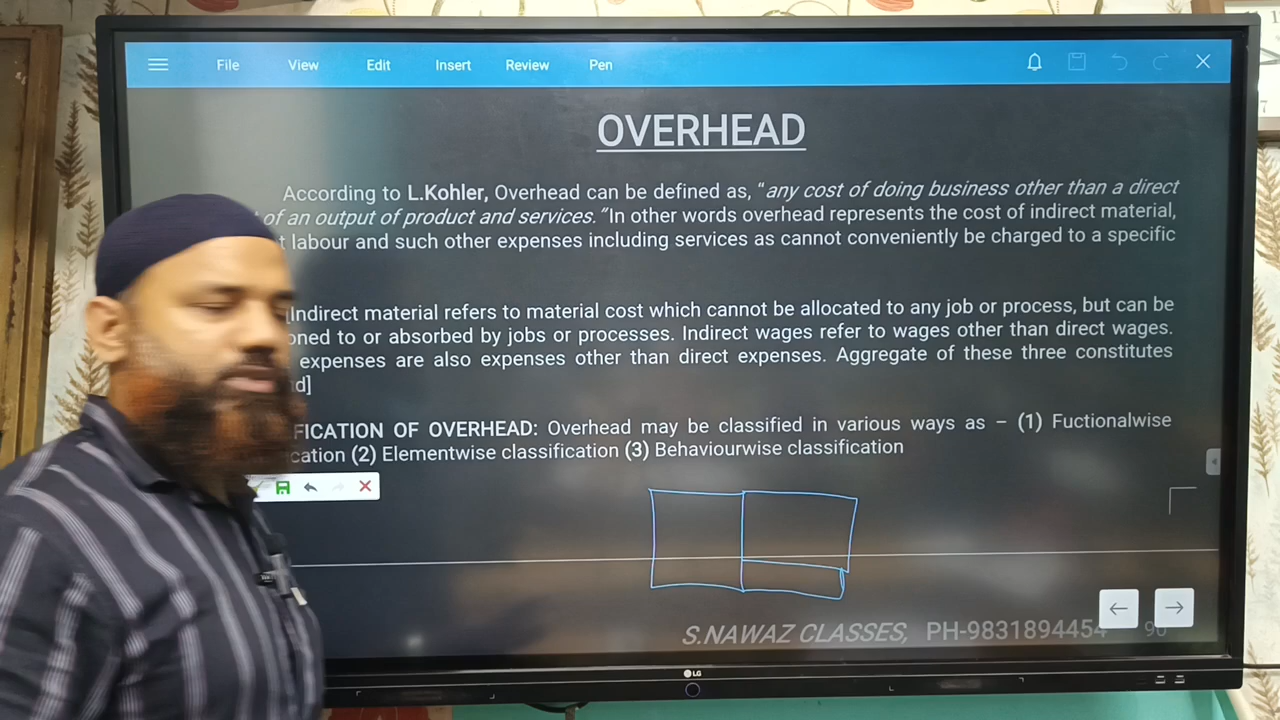 File View Edit Insert Review Pen
OVERHEAD
According to L.Kohler, Overhead can be defined as, “any cost of doing business other than a direct
of an output of product and services.”In other words overhead represents the cost of indirect material,
t labour and such other expenses including services as cannot conveniently be charged to a specific
[Indirect material refers to material cost which cannot be allocated to any job or process, but can be
oned to or absorbed by jobs or processes. Indirect wages refer to wages other than direct wages.
expenses are also expenses other than direct expenses. Aggregate of these three constitutes
d]
FICATION OF OVERHEAD: Overhead may be classified in various ways as – (1) Fuctionalwise
cation (2) Elementwise classification (3) Behaviourwise classification
S.NAWAZ CLASSES, PH-9831894454 90
LG